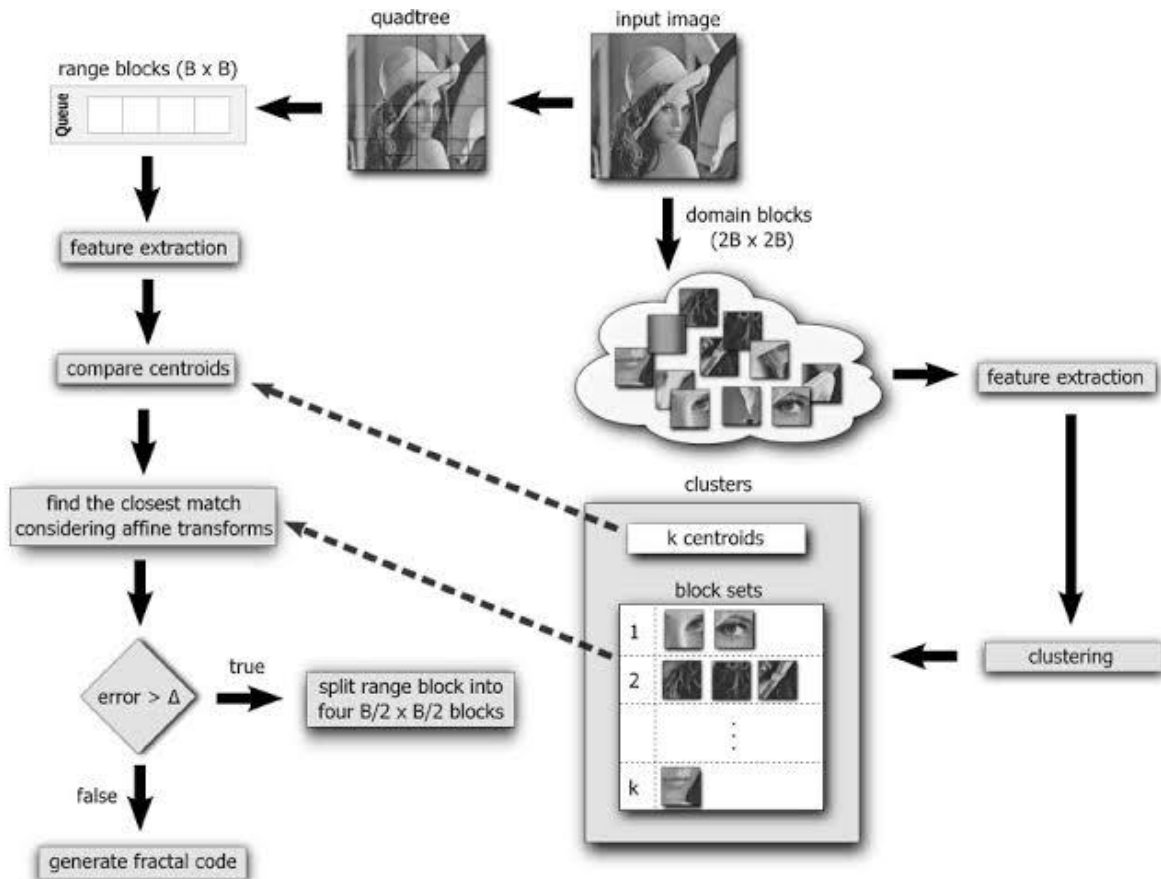 quadtree
input image
range blocks (B x B)
Queue
domain blocks
(2B x 2B)
feature extraction
compare centroids
feature extraction
find the closest match
considering affine transforms
clusters
k centroids
block sets
1
2
⋮
k
clustering
error > Δ
true
split range block into
four B/2 x B/2 blocks
false
generate fractal code